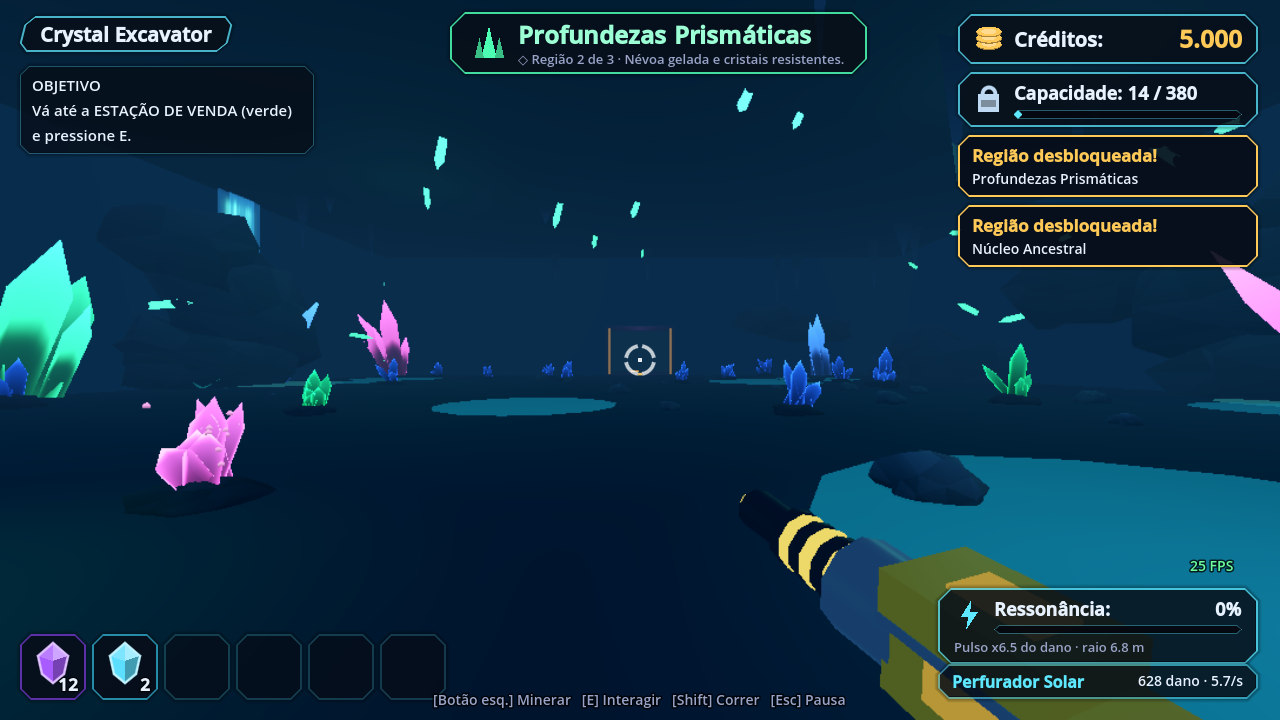 Crystal Excavator
OBJETIVO
Vá até a ESTAÇÃO DE VENDA (verde)
e pressione E.
Profundezas Prismáticas
◇ Região 2 de 3 · Névoa gelada e cristais resistentes.
Créditos: 5.000
Capacidade: 14 / 380
Região desbloqueada!
Profundezas Prismáticas
Região desbloqueada!
Núcleo Ancestral
25 FPS
Ressonância: 0%
Pulso x6.5 do dano · raio 6.8 m
Perfurador Solar 628 dano · 5.7/s
12 2
[Botão esq.] Minerar [E] Interagir [Shift] Correr [Esc] Pausa